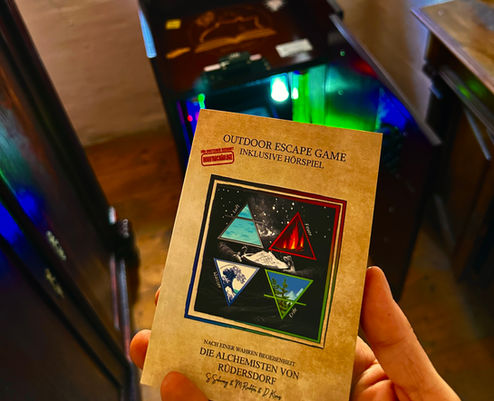 OUTDOOR ESCAPE GAME
INKLUSIVE HÖRSPIEL
NACH EINER WAHREN BEGEBENHEIT
DIE ALCHEMISTEN VON
RÜDERSDORF